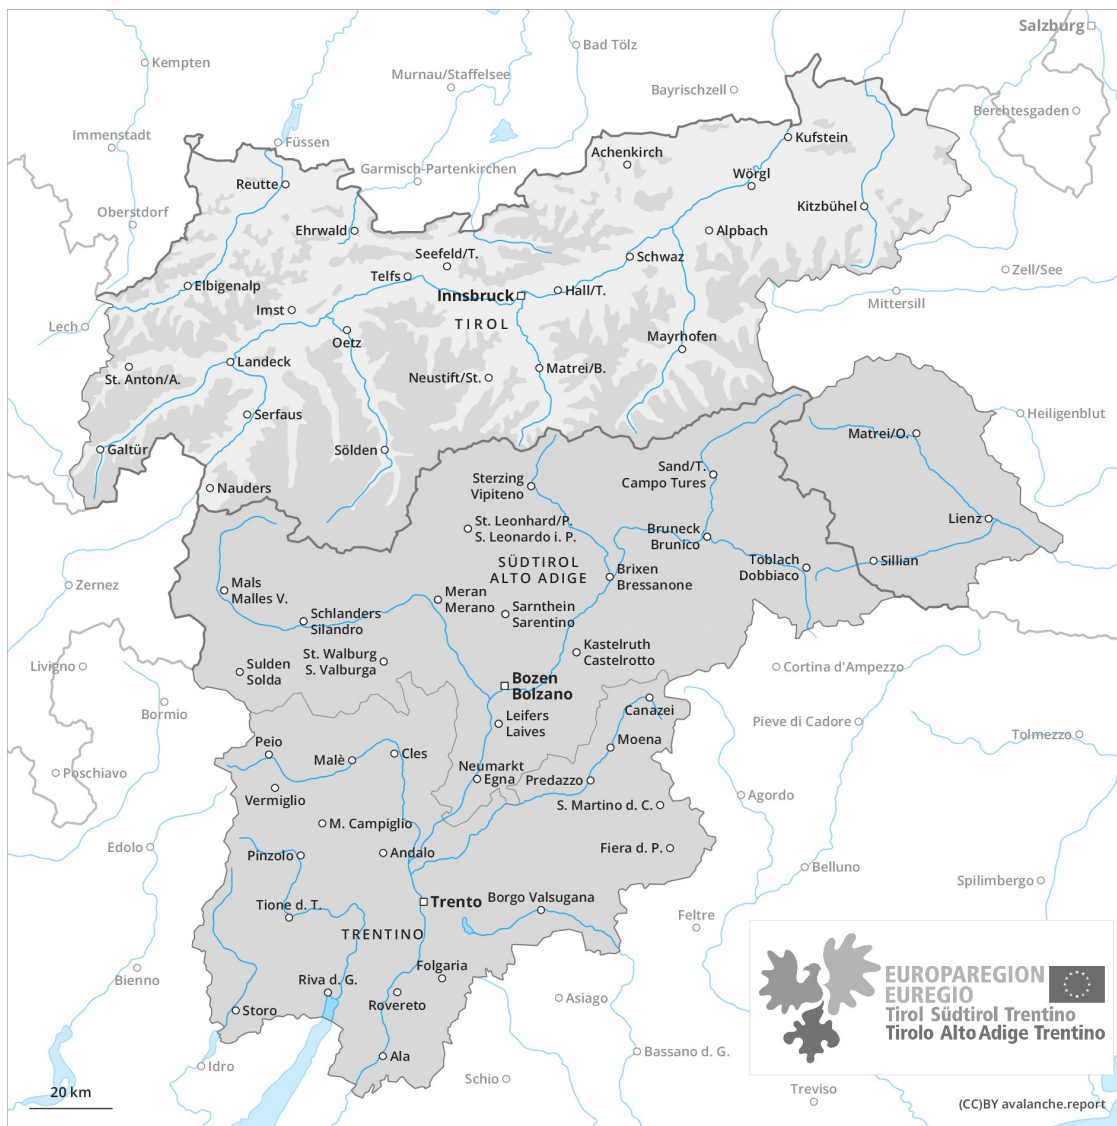 Salzburg
Bad Tölz
Kempten
Murnau/Staffelsee
Bayrischzell
Berchtesgaden
Immenstadt
Füssen
Kufstein
Achenkirch
Garmisch-Partenkirchen
Wörgl
Reutte
Oberstdorf
Kitzbühel
Ehrwald
Alpbach
Seefeld/T.
Schwaz
Zell/See
Telfs
Elbigenalp
Hall/T.
Innsbruck
Mittersill
Imst
TIROL
Lech
Mayrhofen
Oetz
Landeck
Matrei/B.
St. Anton/A.
Neustift/St.
Serfaus
Heiligenblut
Matrei/O.
Galtür
Sölden
Sand/T.
Campo Tures
Sterzing
Vipiteno
Nauders
Lienz
St. Leonhard/P.
S. Leonardo i. P.
Bruneck
Brunico
SÜDTIROL
ALTO ADIGE
Toblach
Dobbiaco
Sillian
Brixen
Bressanone
Zernez
Mals
Malles V.
Meran
Merano
Sarnthein
Sarentino
Schlanders
Silandro
Kastelruth
Castelrotto
St. Walburg
S. Valburga
Livigno
Sulden
Solda
Cortina d'Ampezzo
Bozen
Bolzano
Bormio
Canazei
Leifers
Laives
Pieve di Cadore
Tolmezzo
Peio
Moena
Malè
Cles
Neumarkt
Egna
Poschiavo
Predazzo
Vermiglio
Agordo
S. Martino d. C.
M. Campiglio
Edolo
Fiera d. P.
Pinzolo
Andalo
Belluno
Spilimbergo
Tione d. T.
Trento
Borgo Valsugana
Feltre
TRENTINO
Folgaria
Bienno
Riva d. G.
Rovereto
Asiago
Storo
EUROPAREGION
EUREGIO
Tirol Südtirol Trentino
Tirolo Alto Adige Trentino
Ala
Bassano d. G.
Idro
Schio
Treviso
20 km
(CC)BY avalanche.report